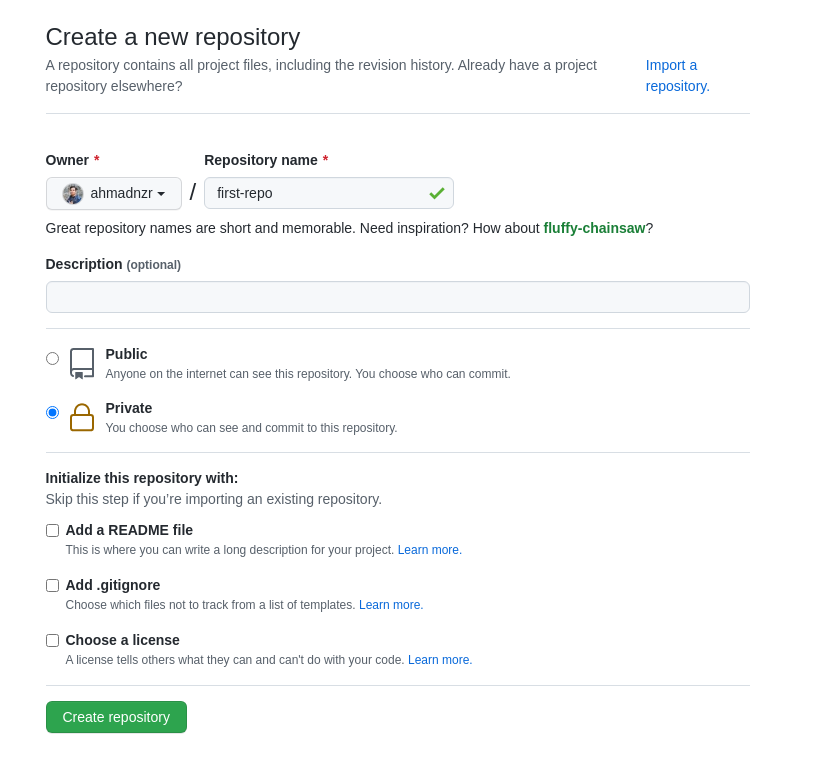 Create a new repository
A repository contains all project files, including the revision history. Already have a project
repository elsewhere?
Import a
repository.
Owner *
Repository name *
ahmadnzr
/
first-repo
Great repository names are short and memorable. Need inspiration? How about fluffy-chainsaw?
Description (optional)
Public
Anyone on the internet can see this repository. You choose who can commit.
Private
You choose who can see and commit to this repository.
Initialize this repository with:
Skip this step if you’re importing an existing repository.
Add a README file
This is where you can write a long description for your project. Learn more.
Add .gitignore
Choose which files not to track from a list of templates. Learn more.
Choose a license
A license tells others what they can and can't do with your code. Learn more.
Create repository